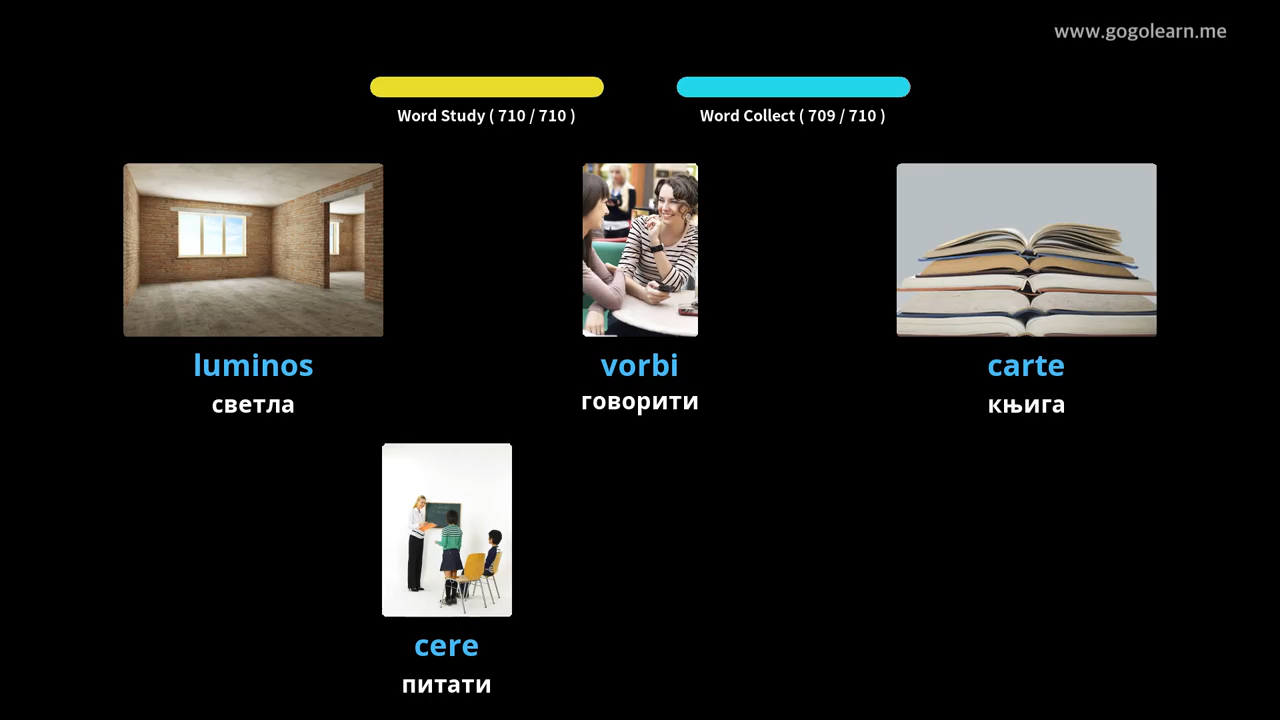 www.gogolearn.me
Word Study ( 710 / 710 )
Word Collect ( 709 / 710 )
luminos
vorbi
carte
светла
говорити
књига
cere
питати